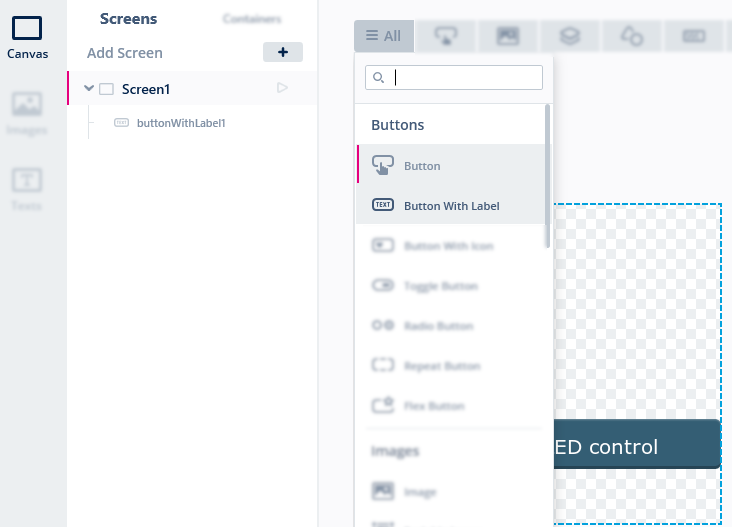 Screens
Containers
Canvas
Add Screen
+
All
Screen1
Images
buttonWithLabel1
Texts
Buttons
Button
TEXT
Button With Label
Button With Icon
Toggle Button
Radio Button
Repeat Button
Flex Button
Images
ED control
Image